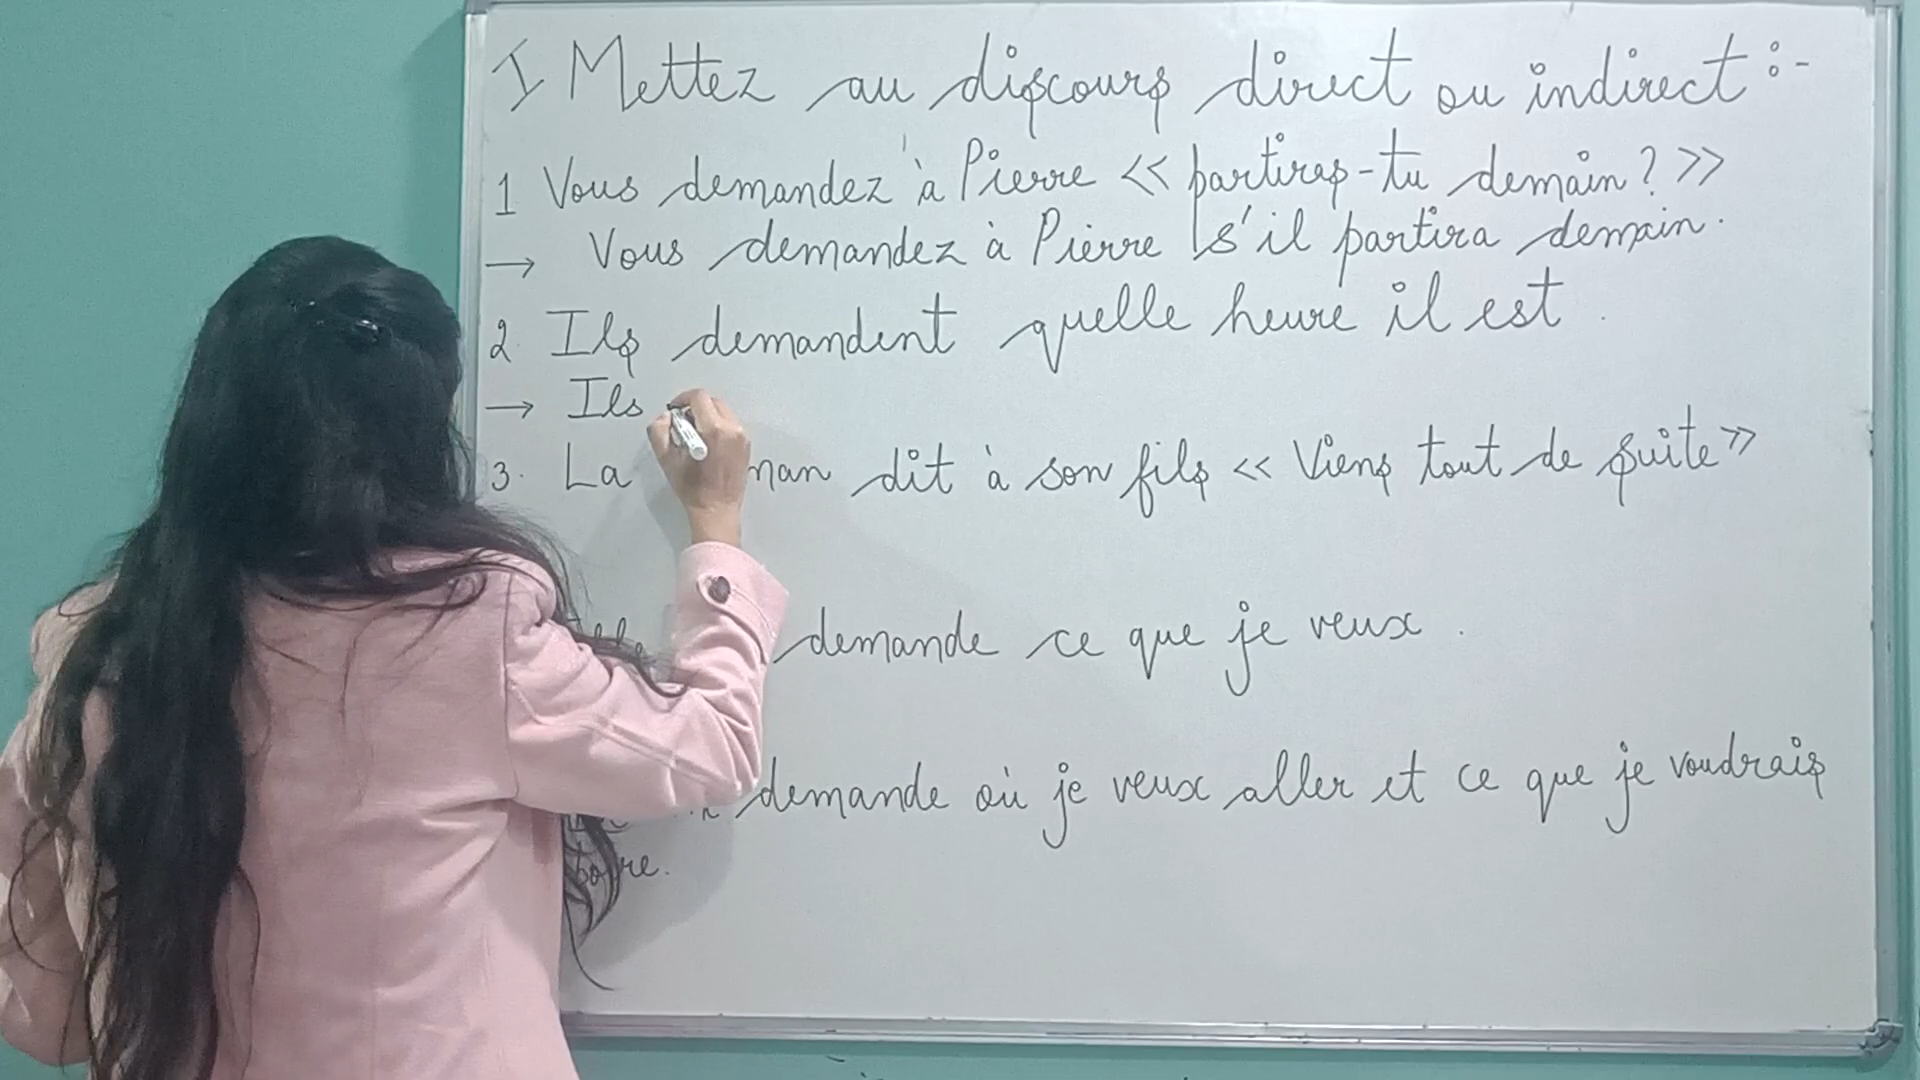 I Mettez au discours direct ou indirect :-
1 Vous demandez à Pierre << partiras-tu demain? >>
→ Vous demandez à Pierre s'il partira demain.
2. Ils demandent quelle heure il est.
→ Ils
3. La man dit à son fils << Viens tout de suite >>
demande ce que je veux.
demande où je veux aller et ce que je voudrais
boire.